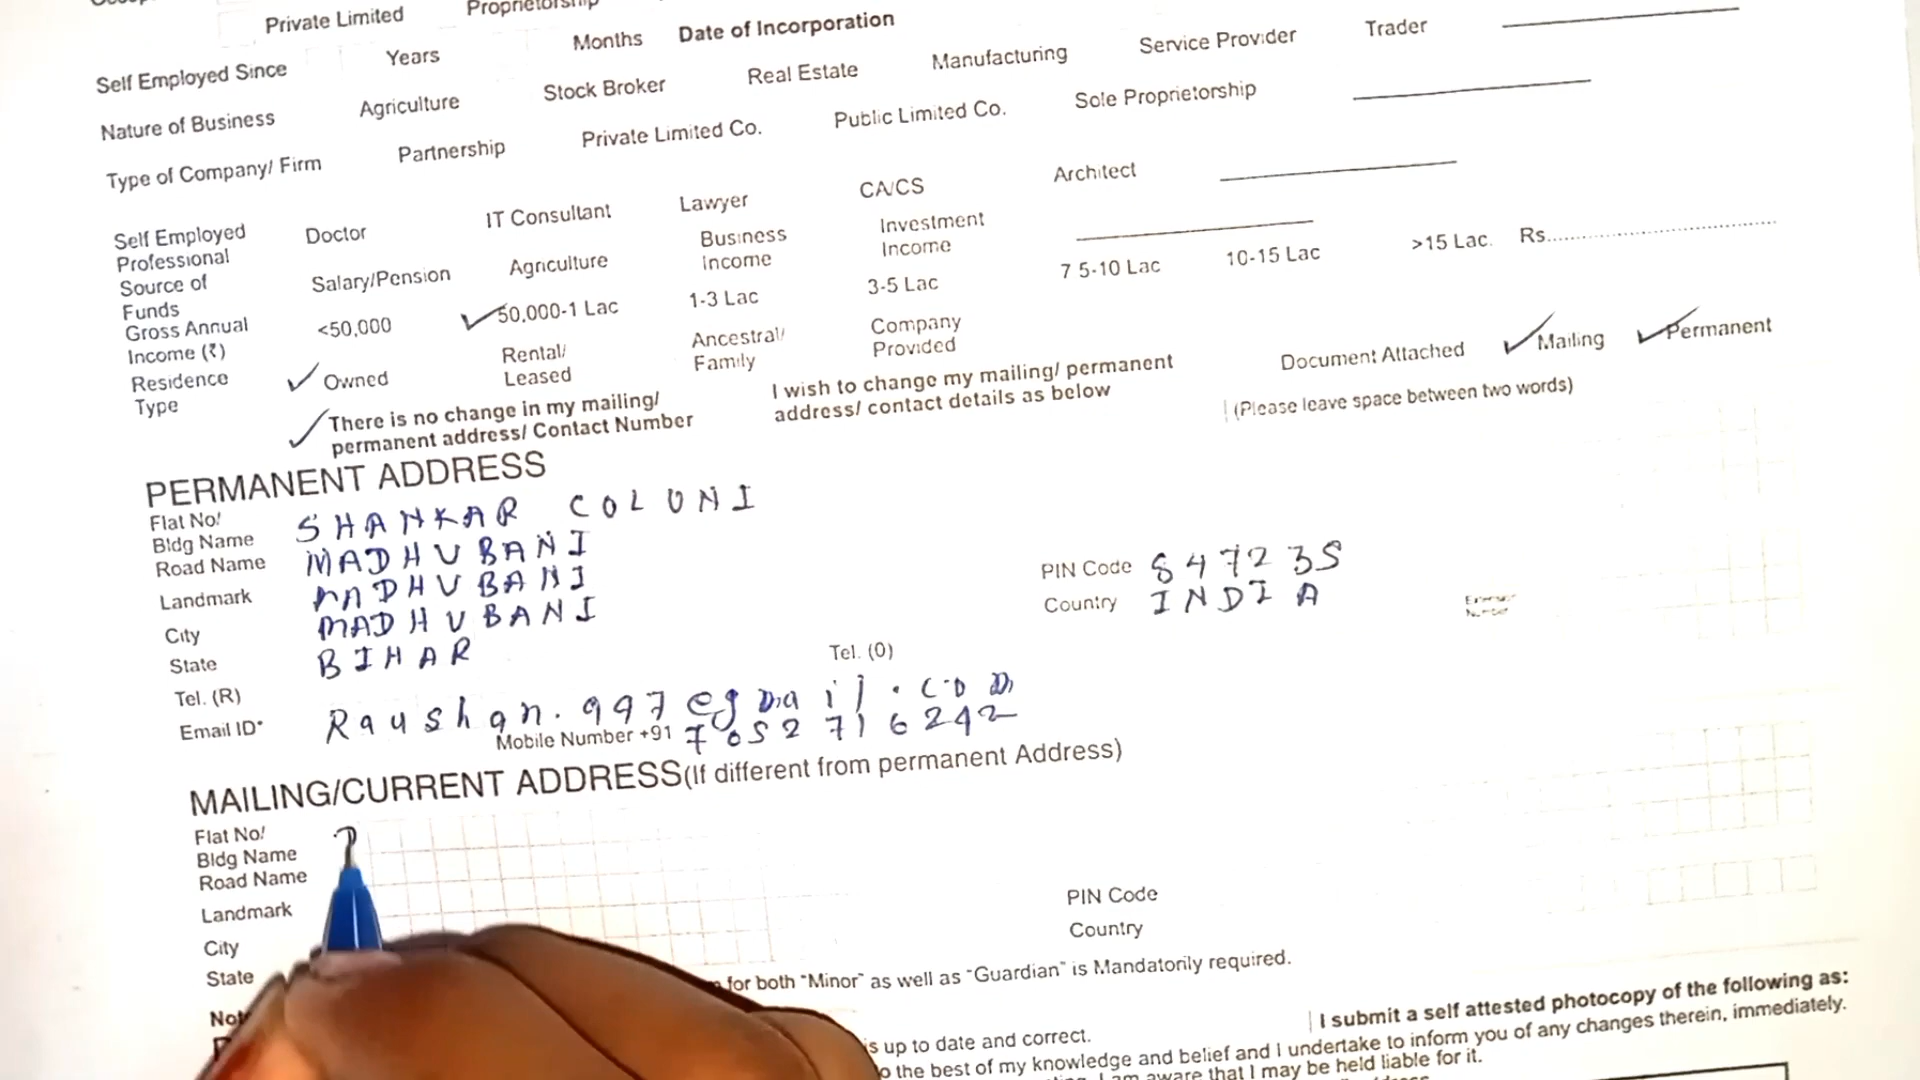 Private Limited
Self Employed Since Years Months Date of Incorporation
Nature of Business Agriculture Stock Broker Real Estate Manufacturing Service Provider Trader
Type of Company/ Firm Partnership Private Limited Co. Public Limited Co. Sole Proprietorship
Self Employed Professional Doctor IT Consultant Lawyer CA/CS Architect
Source of Funds Salary/Pension Agriculture Business Income Investment Income
Gross Annual Income (₹) <50,000 50,000-1 Lac 1-3 Lac 3-5 Lac 7 5-10 Lac 10-15 Lac >15 Lac. Rs.
Residence Type Owned Rental/ Leased Ancestral/ Family Company Provided
There is no change in my mailing/ permanent address/ Contact Number
I wish to change my mailing/ permanent address/ contact details as below
Document Attached Mailing Permanent
(Please leave space between two words)
PERMANENT ADDRESS
Flat No/ Bldg Name SHANKAR COLUNI
Road Name MADHUBANI
Landmark MADHUBANI PIN Code 847235
City MADHUBANI Country INDIA
State BIHAR
Tel. (R) Tel. (0)
Email ID*
Mobile Number +91
MAILING/CURRENT ADDRESS(If different from permanent Address)
Flat No/
Bldg Name
Road Name
Landmark PIN Code
City Country
State
for both "Minor" as well as "Guardian" is Mandatorily required.
I submit a self attested photocopy of the following as:
s up to date and correct.
the best of my knowledge and belief and I undertake to inform you of any changes therein, immediately.
I am aware that I may be held liable for it.